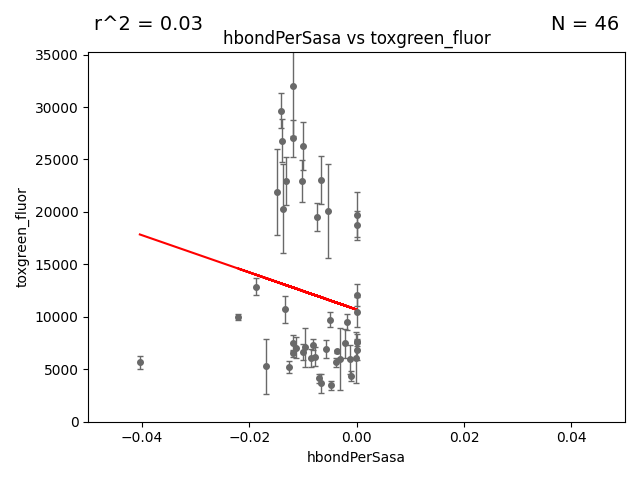 r^2 = 0.03
N = 46
hbondPerSasa vs toxgreen_fluor
35000
30000
25000
20000
15000
10000
5000
0
toxgreen_fluor
−0.04
−0.02
0.00
0.02
0.04
hbondPerSasa